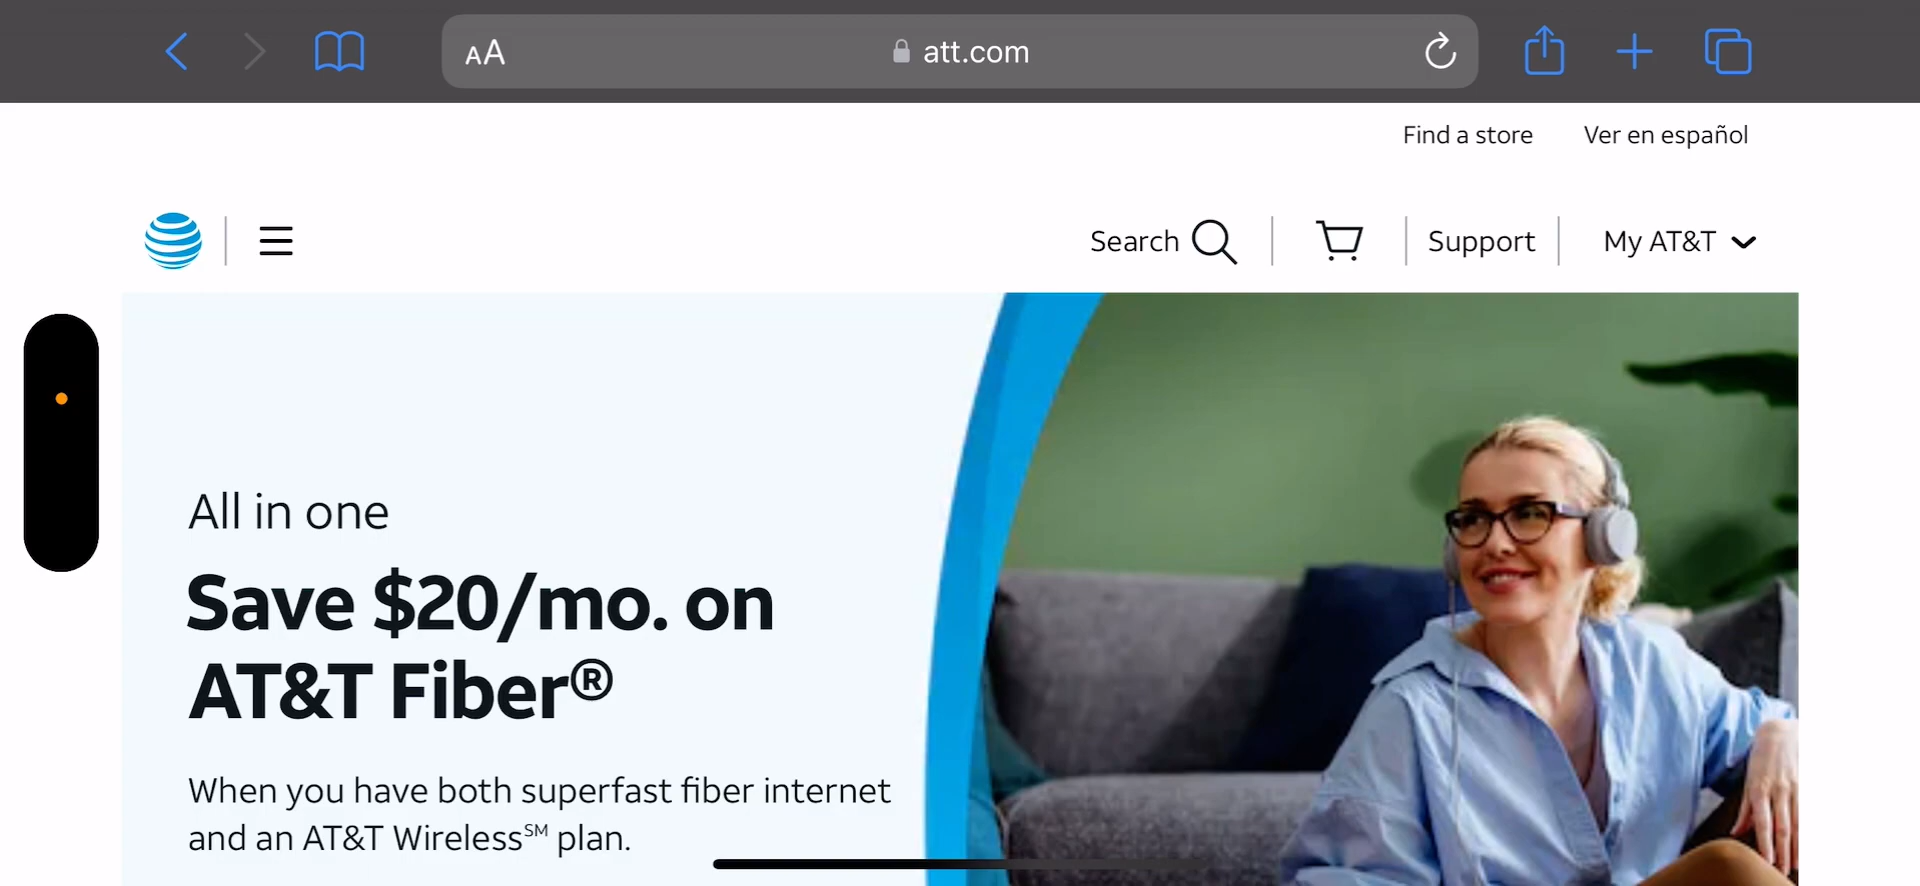 AA
att.com
Find a store
Ver en español
Search
Support
My AT&T
All in one
Save $20/mo. on
AT&T Fiber®
When you have both superfast fiber internet
and an AT&T Wireless℠ plan.